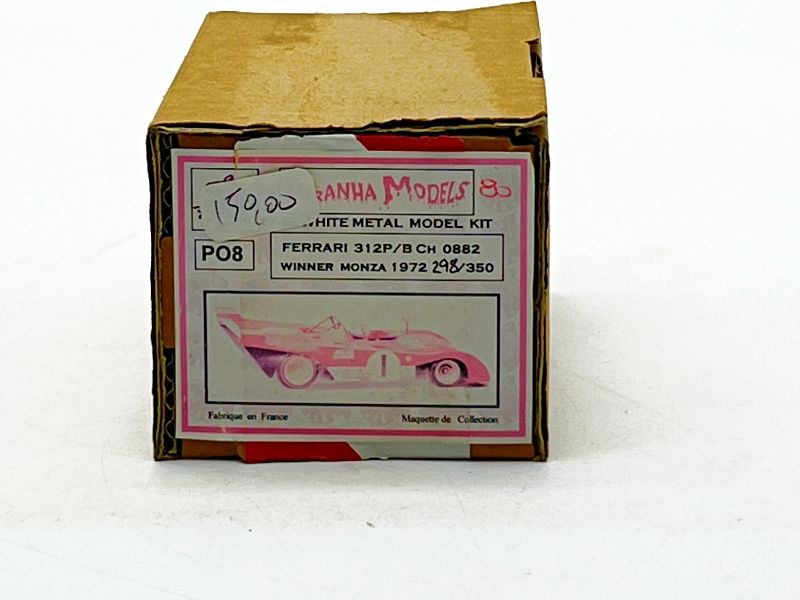 150,00
RANHA MODELS
80
WHITE METAL MODEL KIT
PO8
FERRARI 312P/B CH 0882
WINNER MONZA 1972 298/350
1
Fabrique en France
Maquette de Collection